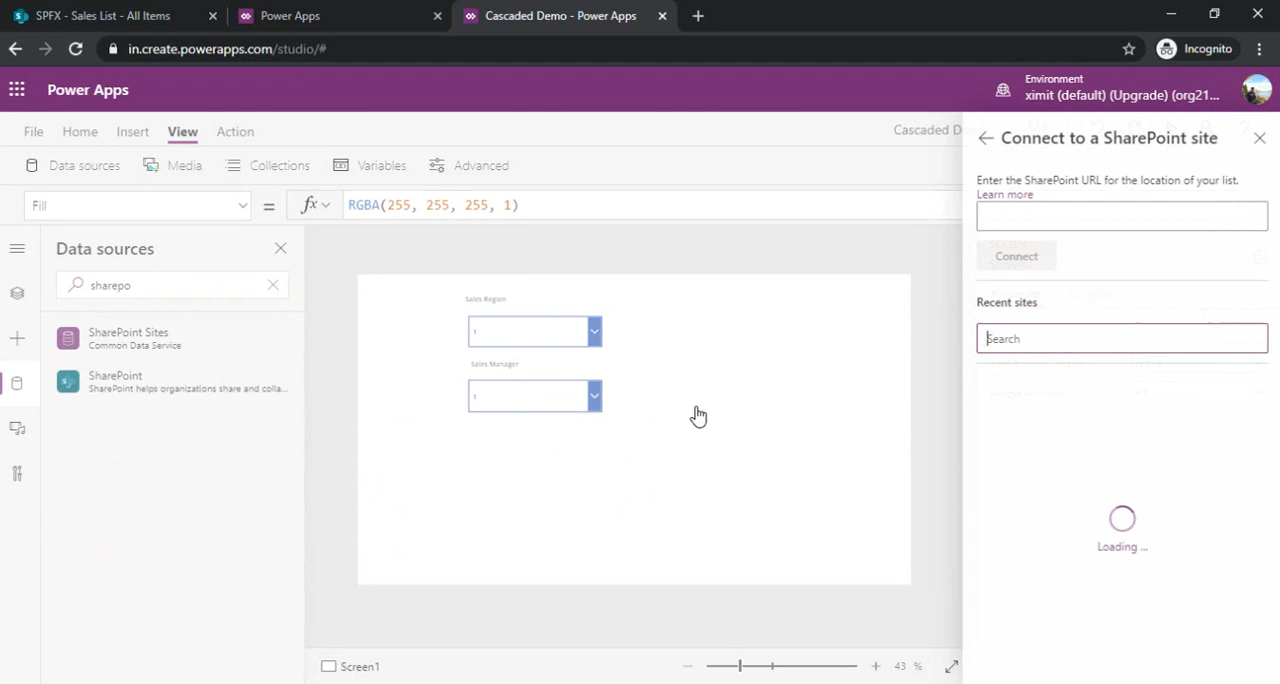 SPFX - Sales List - All Items
Power Apps
Cascaded Demo - Power Apps
in.create.powerapps.com/studio/#
Incognito
Power Apps
Environment
ximit (default) (Upgrade) (org21...
File Home Insert View Action
Cascaded D
Data sources Media Collections Variables Advanced
Fill = fx RGBA(255, 255, 255, 1)
Data sources
sharepo
SharePoint Sites
Common Data Service
SharePoint
SharePoint helps organizations share and colla...
Sales Region
1
Sales Manager
1
Connect to a SharePoint site
Enter the SharePoint URL for the location of your list.
Learn more
Connect
Recent sites
Search
Loading ...
Screen1
43 %